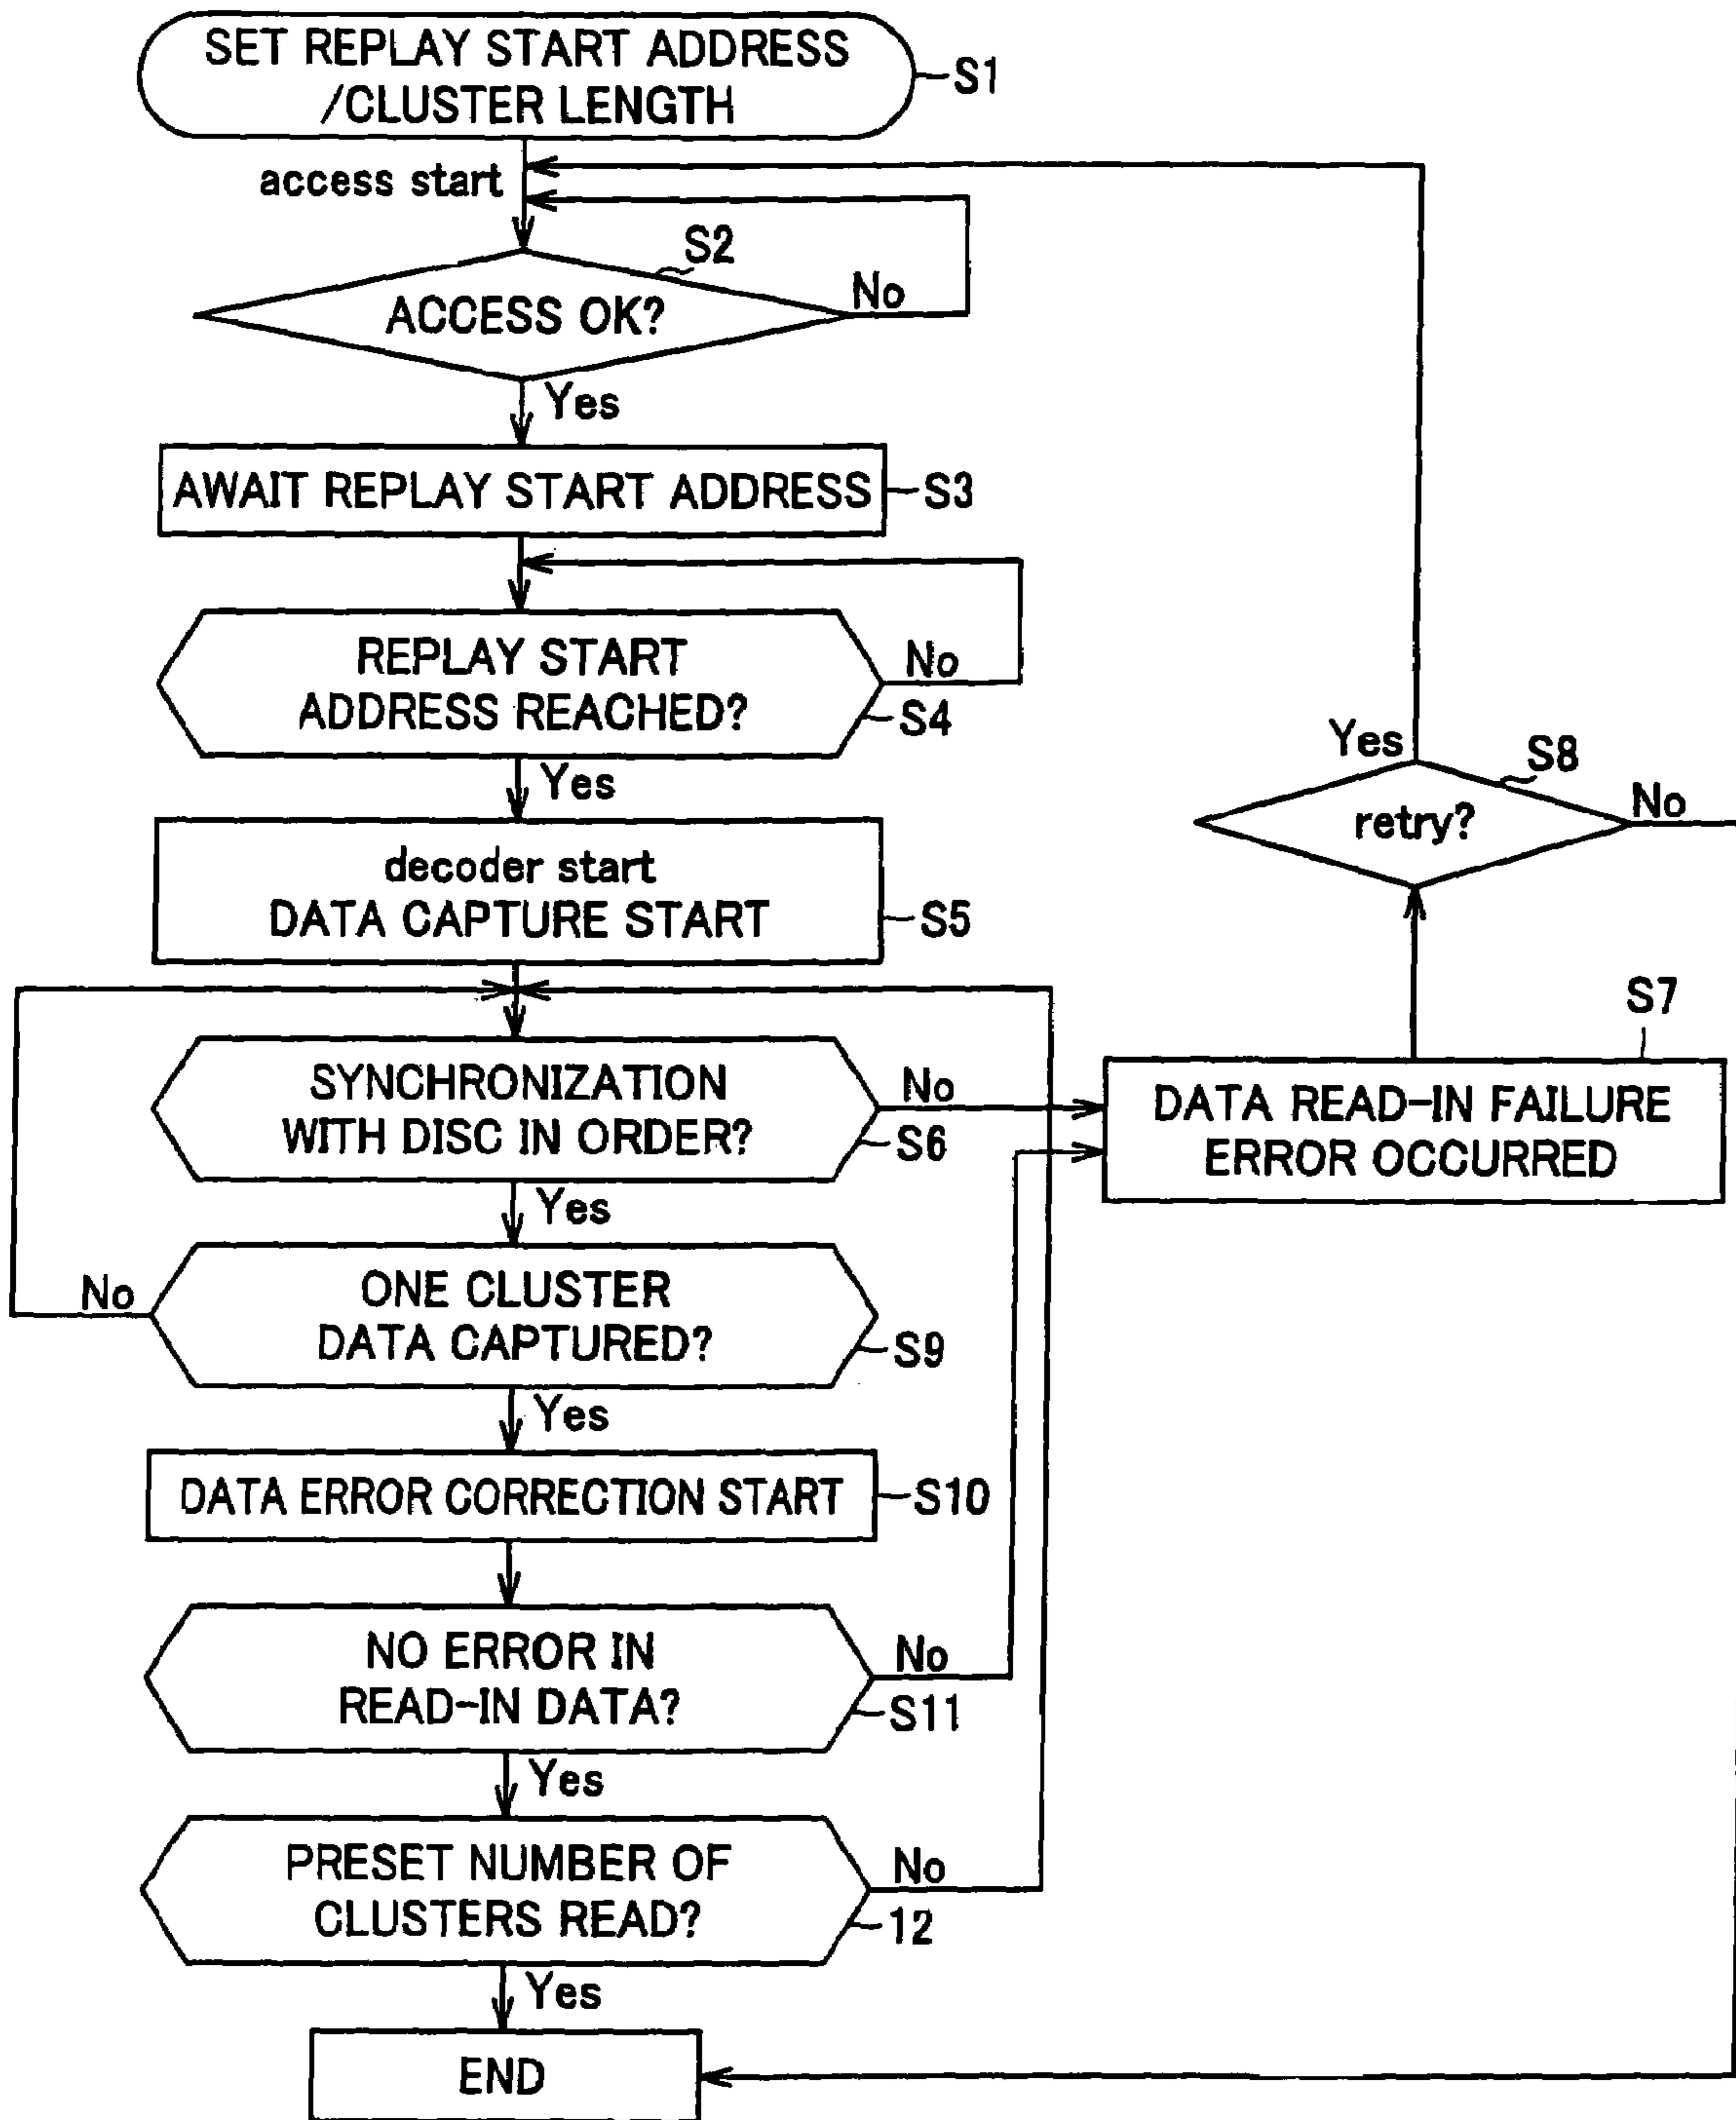 SET REPLAY START ADDRESS
/CLUSTER LENGTH
S1
access start
S2
ACCESS OK?
No
Yes
AWAIT REPLAY START ADDRESS
S3
REPLAY START
ADDRESS REACHED?
No
S4
Yes
decoder start
DATA CAPTURE START
S5
SYNCHRONIZATION
WITH DISC IN ORDER?
No
S6
Yes
DATA READ-IN FAILURE
ERROR OCCURRED
S7
retry?
S8
Yes
No
ONE CLUSTER
DATA CAPTURED?
No
S9
Yes
DATA ERROR CORRECTION START
S10
NO ERROR IN
READ-IN DATA?
No
S11
Yes
PRESET NUMBER OF
CLUSTERS READ?
No
12
Yes
END